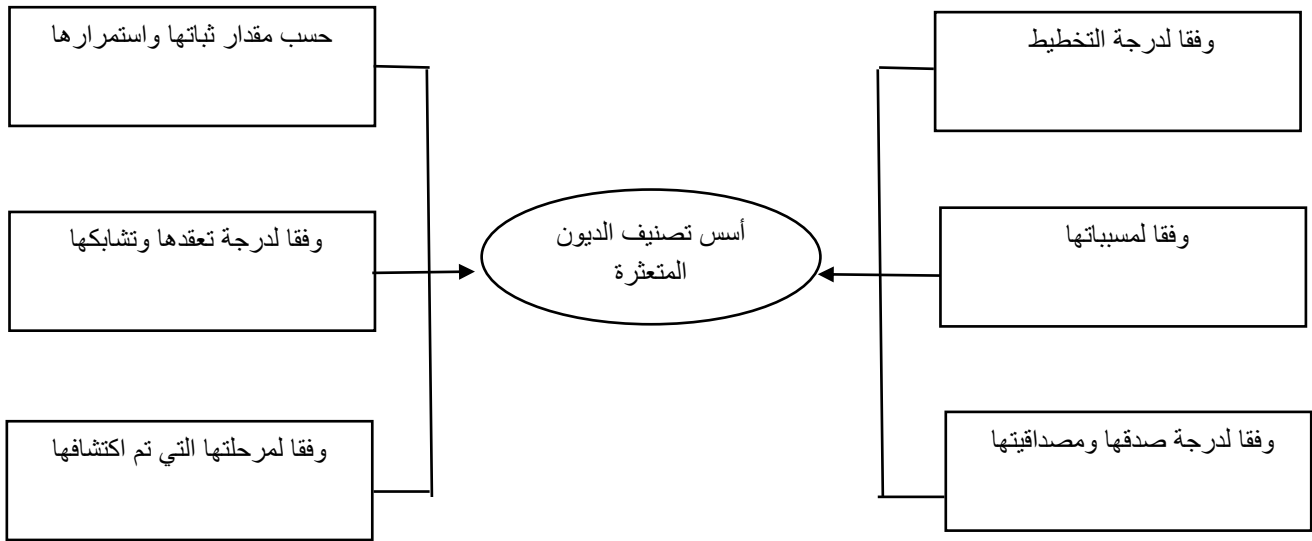 وفقا لدرجة التخطيط
حسب مقدار ثباتها واستمرارها
وفقا لمسبباتها
أسس تصنيف الديون
المتعثرة
وفقا لدرجة تعقدها وتشابكها
وفقا لدرجة صدقها ومصداقيتها
وفقا لمرحلتها التي تم اكتشافها